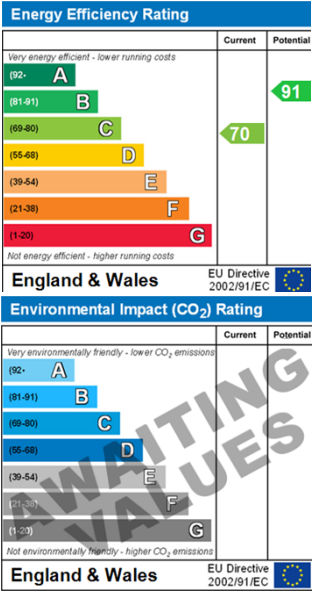 Energy Efficiency Rating
Current Potential
Very energy efficient - lower running costs
(92+ A
(81-91) B
(69-80) C
(55-68) D
(39-54) E
(21-38) F
(1-20) G
91
70
Not energy efficient - higher running costs
England & Wales
EU Directive
2002/91/EC
Environmental Impact (CO₂) Rating
Current Potential
Very environmentally friendly - lower CO₂ emissions
(92+ A
(81-91) B
(69-80) C
(55-68) D
(39-54) E
(21-38) F
(1-20) G
AWAITING
VALUES
Not environmentally friendly - higher CO₂ emissions
England & Wales
EU Directive
2002/91/EC